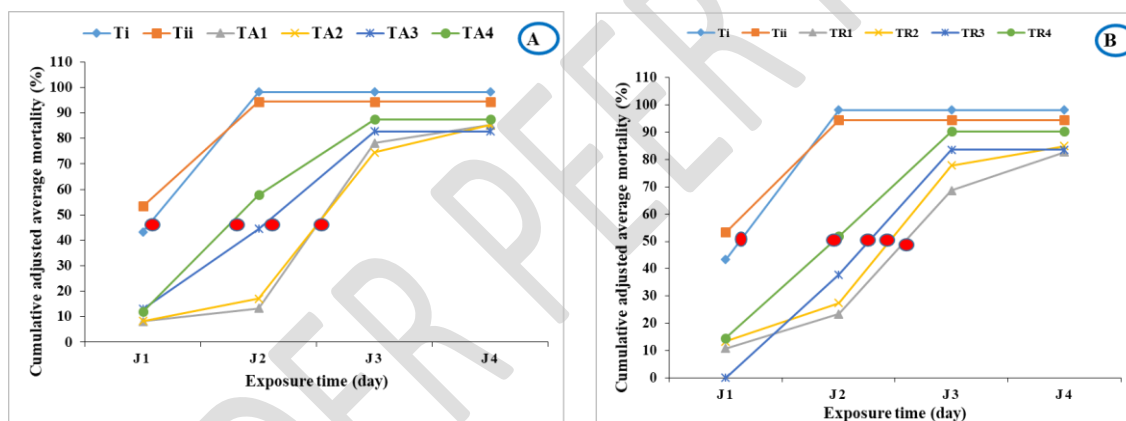 Ti Tii TA1 TA2 TA3 TA4
A
Cumulative adjusted average mortality (%)
110
100
90
80
70
60
50
40
30
20
10
0
J1 J2 J3 J4
Exposure time (day)
Ti Tii TR1 TR2 TR3 TR4
B
Cumulative adjusted average mortality (%)
110
100
90
80
70
60
50
40
30
20
10
0
J1 J2 J3 J4
Exposure time (day)